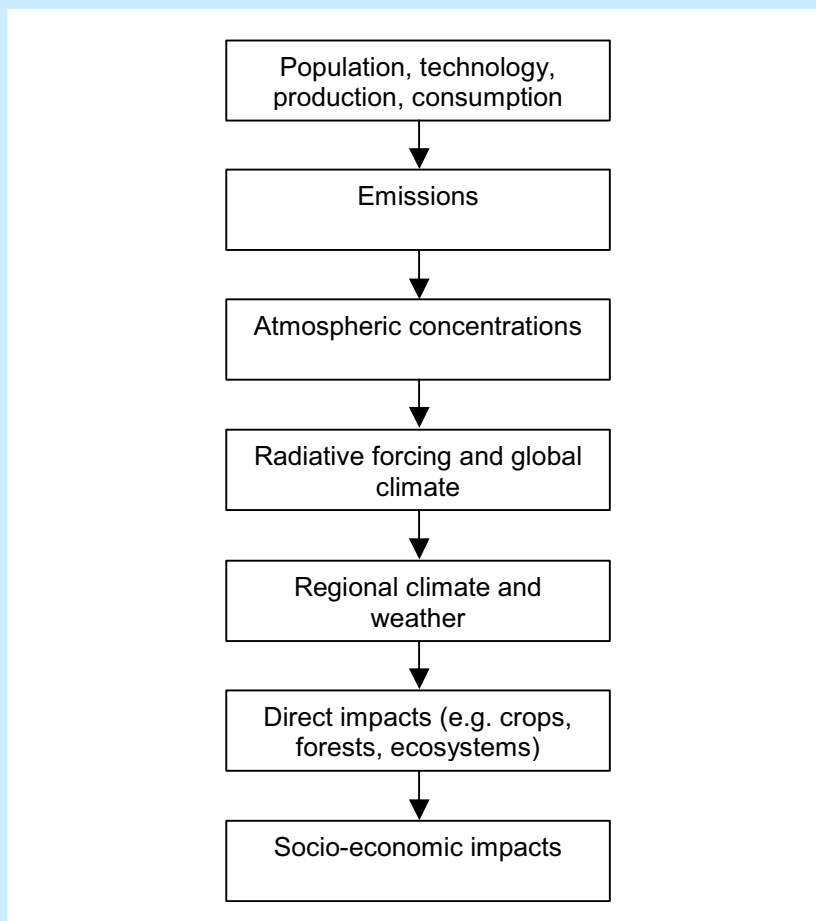 Population, technology,
production, consumption
Emissions
Atmospheric concentrations
Radiative forcing and global
climate
Regional climate and
weather
Direct impacts (e.g. crops,
forests, ecosystems)
Socio-economic impacts